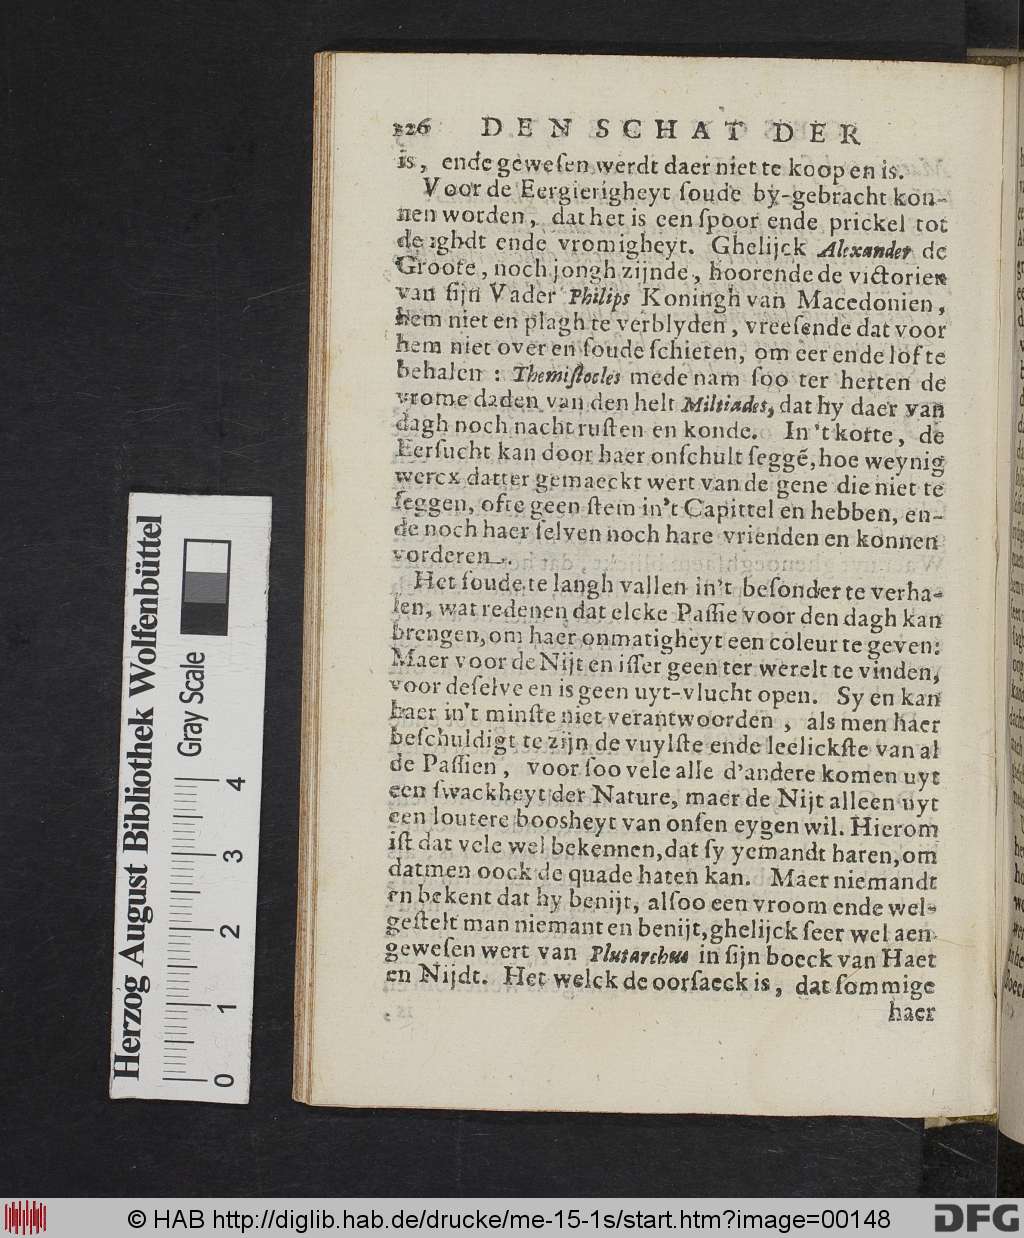 326 DEN SCHAT DER
is, ende gewesen werdt daer niet te koop en is.
Voor de Eergierigheyt soude by-gebracht kon-
nen worden, dat het is een spoor ende prickel tot
ende vromigheyt. Ghelijck Alexander de
Groote, noch jongh zijnde, hoorende de victorien
van sijn Vader Philips Koningh van Macedonien,
hem niet en plagh te verblyden, vreesende dat voor
hem niet over en soude schieten, om eer ende lof te
behalen : Themistocles mede nam soo ter herten de
vrome daden van den helt Miltiades, dat hy daer van
dagh noch nacht rusten en konde. In 't korte, de
Eersucht kan door haer onschult seggē, hoe weynig
wercx datter gemaeckt wert van de gene die niet te
seggen, ofte geen stem in't Capittel en hebben, en-
de noch haer selven noch hare vrienden en konnen
vorderen.
Het soude te langh vallen in't besonder te verha-
len, wat redenen dat elcke Passie voor den dagh kan
brengen, om haer onmatigheyt een coleur te geven:
Maer voor de Nijt en isser geen ter werelt te vinden,
voor deselve en is geen uyt-vlucht open. Sy en kan
haer in't minste niet verantwoorden, als men haer
beschuldigt te zijn de vuylste ende leelickste van al
de Passien, voor soo vele alle d'andere komen uyt
een swackheyt der Nature, maer de Nijt alleen uyt
een loutere boosheyt van onsen eygen wil. Hierom
ist dat vele wel bekennen, dat sy yemandt haten, om
datmen oock de quade haten kan. Maer niemandt
en bekent dat hy benijt, alsoo een vroom ende wel-
gestelt man niemant en benijt, ghelijck seer wel aen
gewesen wert van Plutarchus in sijn boeck van Haet
en Nijdt. Het welck de oorsaeck is, dat sommige
haer
Herzog August Bibliothek Wolfenbüttel
Gray Scale
0 1 2 3 4
© HAB http://diglib.hab.de/drucke/me-15-1s/start.htm?image=00148
DFG